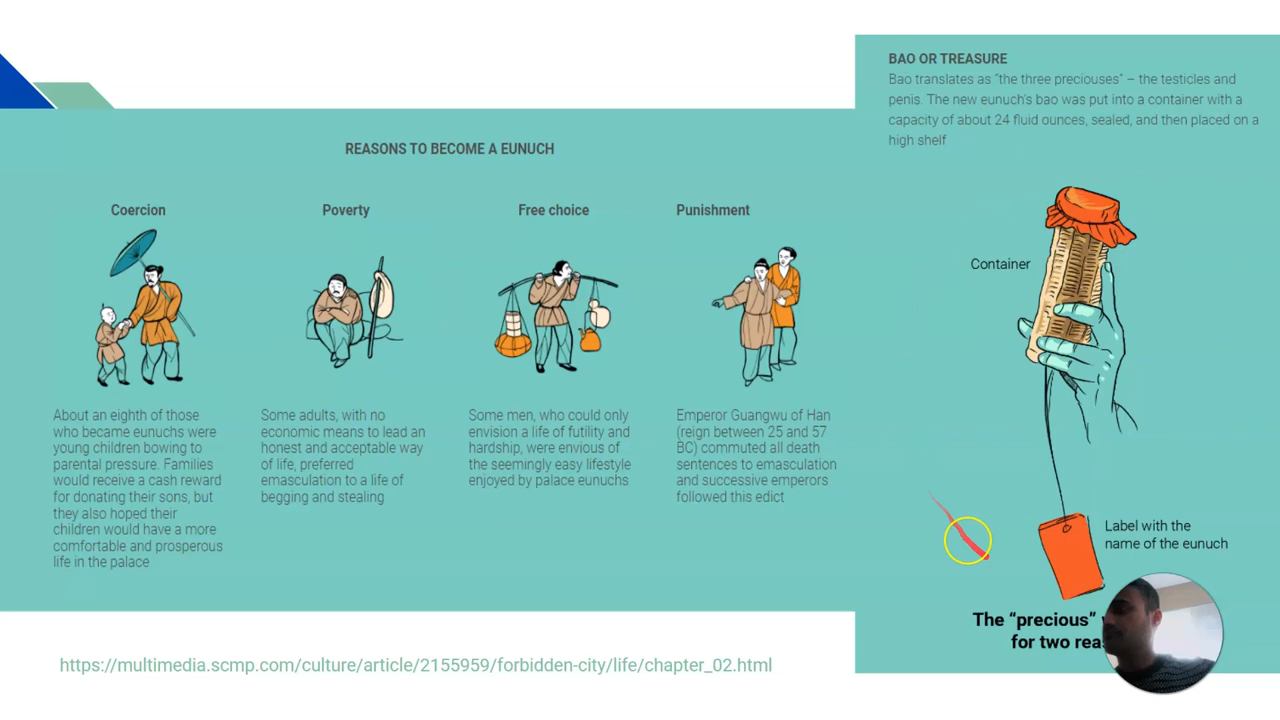 REASONS TO BECOME A EUNUCH
Coercion
About an eighth of those
who became eunuchs were
young children bowing to
parental pressure. Families
would receive a cash reward
for donating their sons, but
they also hoped their
children would have a more
comfortable and prosperous
life in the palace
Poverty
Some adults, with no
economic means to lead an
honest and acceptable way
of life, preferred
emasculation to a life of
begging and stealing
Free choice
Some men, who could only
envision a life of futility and
hardship, were envious of
the seemingly easy lifestyle
enjoyed by palace eunuchs
Punishment
Emperor Guangwu of Han
(reign between 25 and 57
BC) commuted all death
sentences to emasculation
and successive emperors
followed this edict
BAO OR TREASURE
Bao translates as “the three preciouses” – the testicles and
penis. The new eunuch's bao was put into a container with a
capacity of about 24 fluid ounces, sealed, and then placed on a
high shelf
Container
Label with the
name of the eunuch
The “precious”
for two
https://multimedia.scmp.com/culture/article/2155959/forbidden-city/life/chapter_02.html